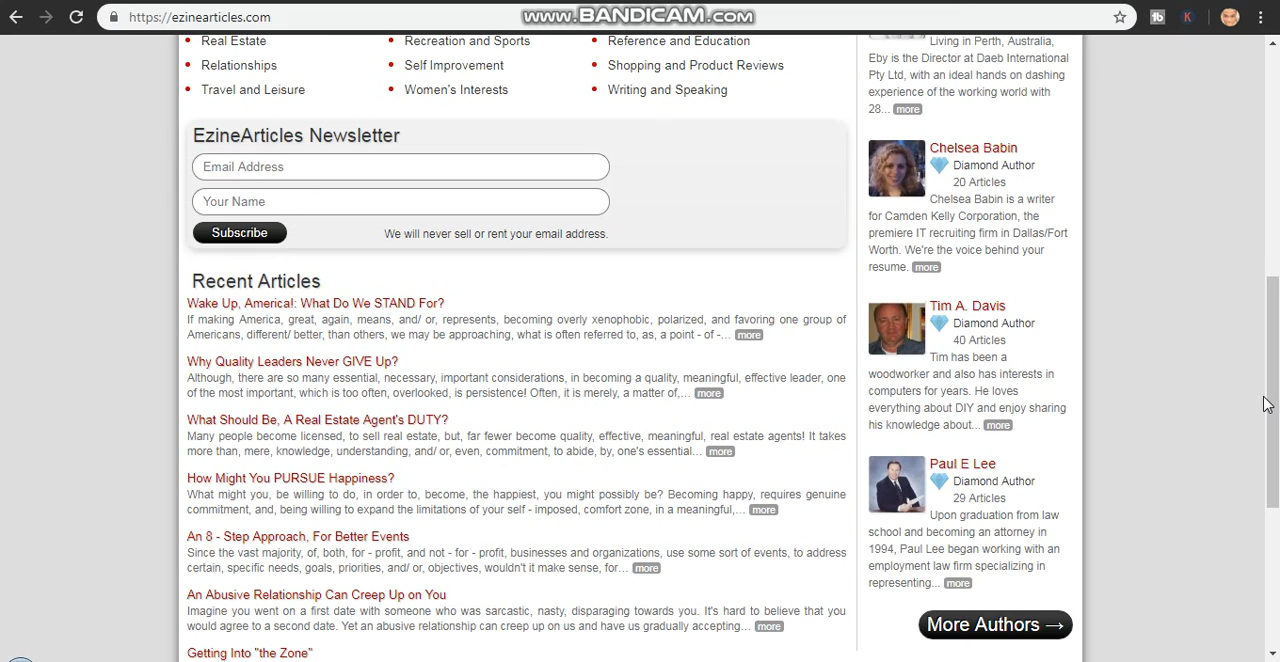 https://ezinearticles.com
www.BANDICAM.com
Real Estate
Recreation and Sports
Reference and Education
Relationships
Self Improvement
Shopping and Product Reviews
Travel and Leisure
Women's Interests
Writing and Speaking
EzineArticles Newsletter
Email Address
Your Name
Subscribe
We will never sell or rent your email address.
Recent Articles
Wake Up, America!: What Do We STAND For?
If making America, great, again, means, and/ or, represents, becoming overly xenophobic, polarized, and favoring one group of
Americans, different/ better, than others, we may be approaching, what is often referred to, as, a point - of -... more
Why Quality Leaders Never GIVE Up?
Although, there are so many essential, necessary, important considerations, in becoming a quality, meaningful, effective leader, one
of the most important, which is too often, overlooked, is persistence! Often, it is merely, a matter of,... more
What Should Be, A Real Estate Agent's DUTY?
Many people become licensed, to sell real estate, but, far fewer become quality, effective, meaningful, real estate agents! It takes
more than, mere, knowledge, understanding, and/ or, even, commitment, to abide, by, one's essential... more
How Might You PURSUE Happiness?
What might you, be willing to do, in order to, become, the happiest, you might possibly be? Becoming happy, requires genuine
commitment, and, being willing to expand the limitations of your self - imposed, comfort zone, in a meaningful,... more
An 8 - Step Approach, For Better Events
Since the vast majority, of, both, for - profit, and not - for - profit, businesses and organizations, use some sort of events, to address
certain, specific needs, goals, priorities, and/ or, objectives, wouldn't it make sense, for... more
An Abusive Relationship Can Creep Up on You
Imagine you went on a first date with someone who was sarcastic, nasty, disparaging towards you. It's hard to believe that you
would agree to a second date. Yet an abusive relationship can creep up on us and have us gradually accepting... more
Getting Into "the Zone"
Living in Perth, Australia,
Eby is the Director at Daeb International
Pty Ltd, with an ideal hands on dashing
experience of the working world with
28... more
Chelsea Babin
Diamond Author
20 Articles
Chelsea Babin is a writer
for Camden Kelly Corporation, the
premiere IT recruiting firm in Dallas/Fort
Worth. We're the voice behind your
resume. more
Tim A. Davis
Diamond Author
40 Articles
Tim has been a
woodworker and also has interests in
computers for years. He loves
everything about DIY and enjoy sharing
his knowledge about... more
Paul E Lee
Diamond Author
29 Articles
Upon graduation from law
school and becoming an attorney in
1994, Paul Lee began working with an
employment law firm specializing in
representing... more
More Authors →